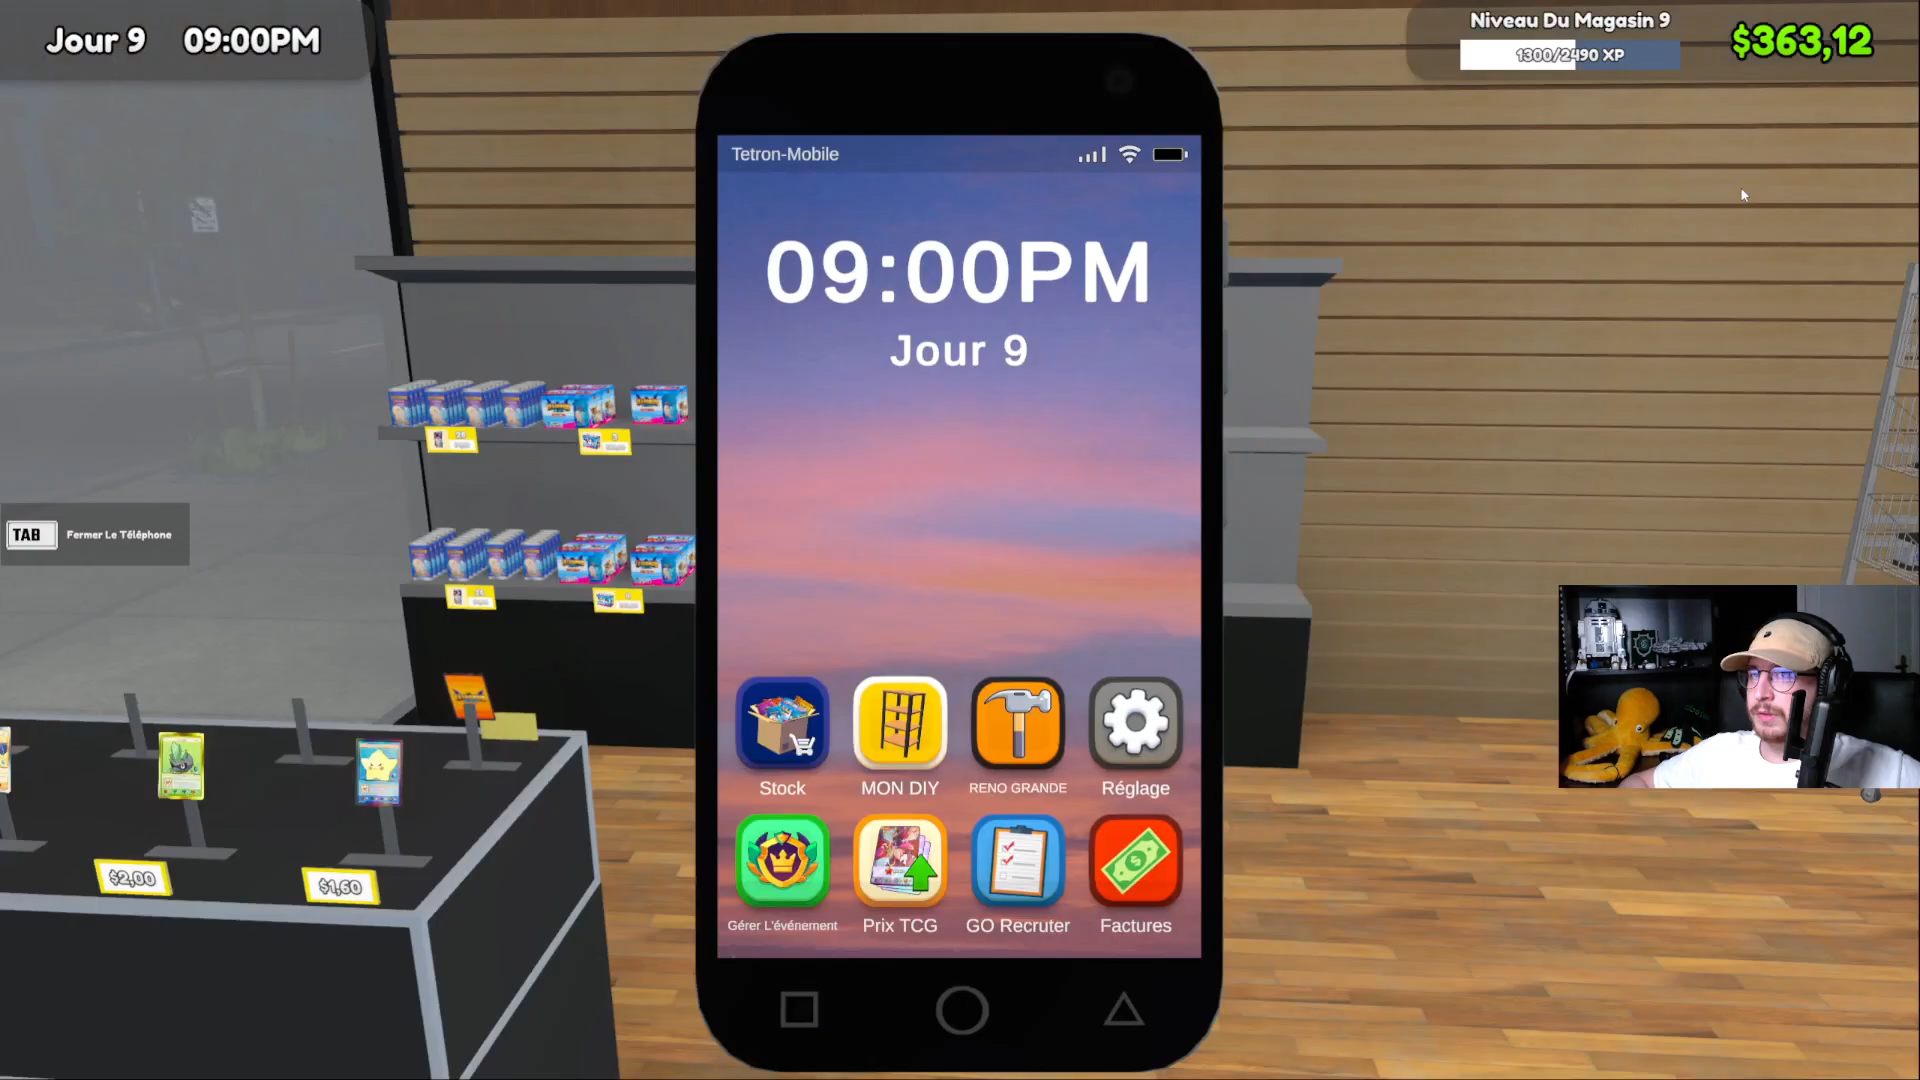 Jour 9 09:00PM
Niveau Du Magasin 9
1300/2490 XP
$363,12
Tetron-Mobile
09:00PM
Jour 9
TAB Fermer Le Téléphone
Stock
MON DIY
RENO GRANDE
Réglage
Gérer L'événement
Prix TCG
GO Recruter
Factures
$2,00
$1,60